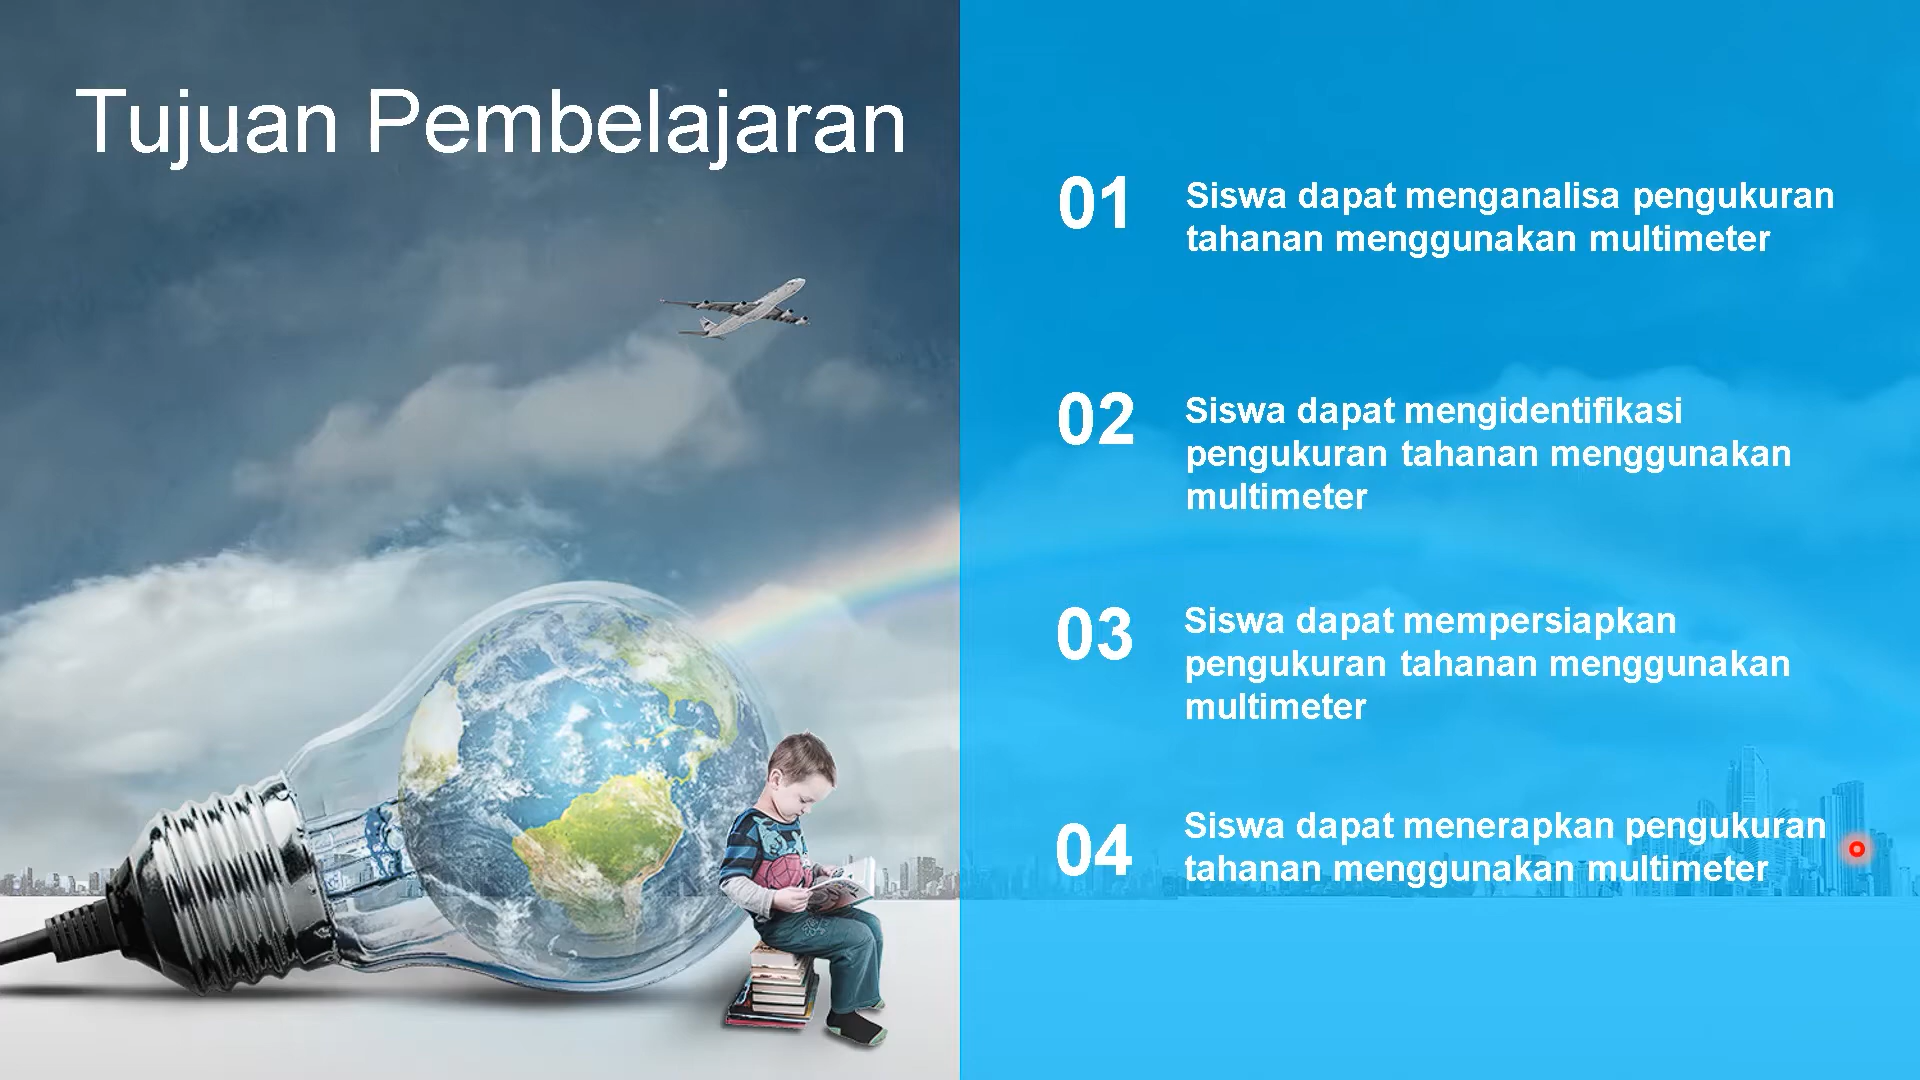 Tujuan Pembelajaran
01
Siswa dapat menganalisa pengukuran
tahanan menggunakan multimeter
02
Siswa dapat mengidentifikasi
pengukuran tahanan menggunakan
multimeter
03
Siswa dapat mempersiapkan
pengukuran tahanan menggunakan
multimeter
04
Siswa dapat menerapkan pengukuran
tahanan menggunakan multimeter